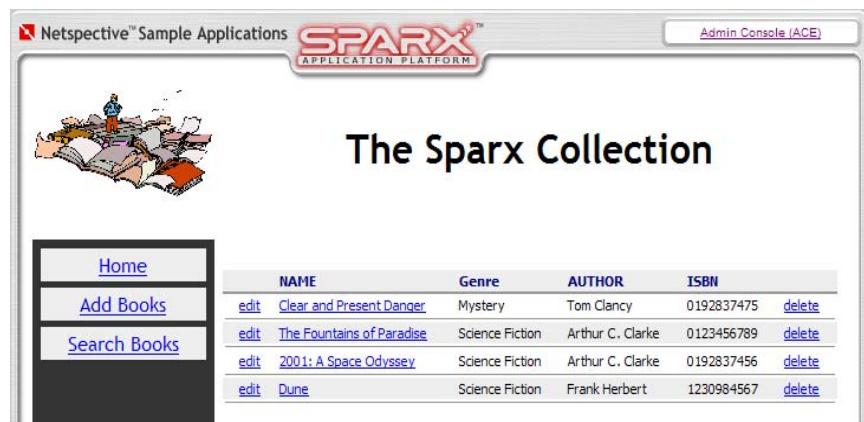 Netspective™ Sample Applications
SPARX™
APPLICATION PLATFORM
Admin Console (ACE)
The Sparx Collection
Home
Add Books
Search Books
NAME Genre AUTHOR ISBN
edit Clear and Present Danger Mystery Tom Clancy 0192837475 delete
edit The Fountains of Paradise Science Fiction Arthur C. Clarke 0123456789 delete
edit 2001: A Space Odyssey Science Fiction Arthur C. Clarke 0192837456 delete
edit Dune Science Fiction Frank Herbert 1230984567 delete